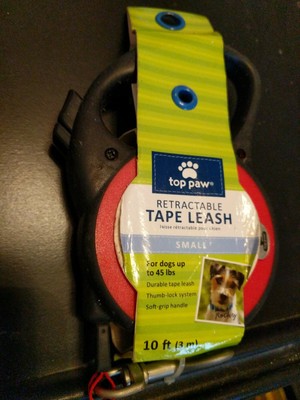 top paw®
RETRACTABLE
TAPE LEASH
SMALL
For dogs up
to 45 lbs
Durable tape leash
Thumb-lock system
Soft-grip handle
10 ft (3 m)